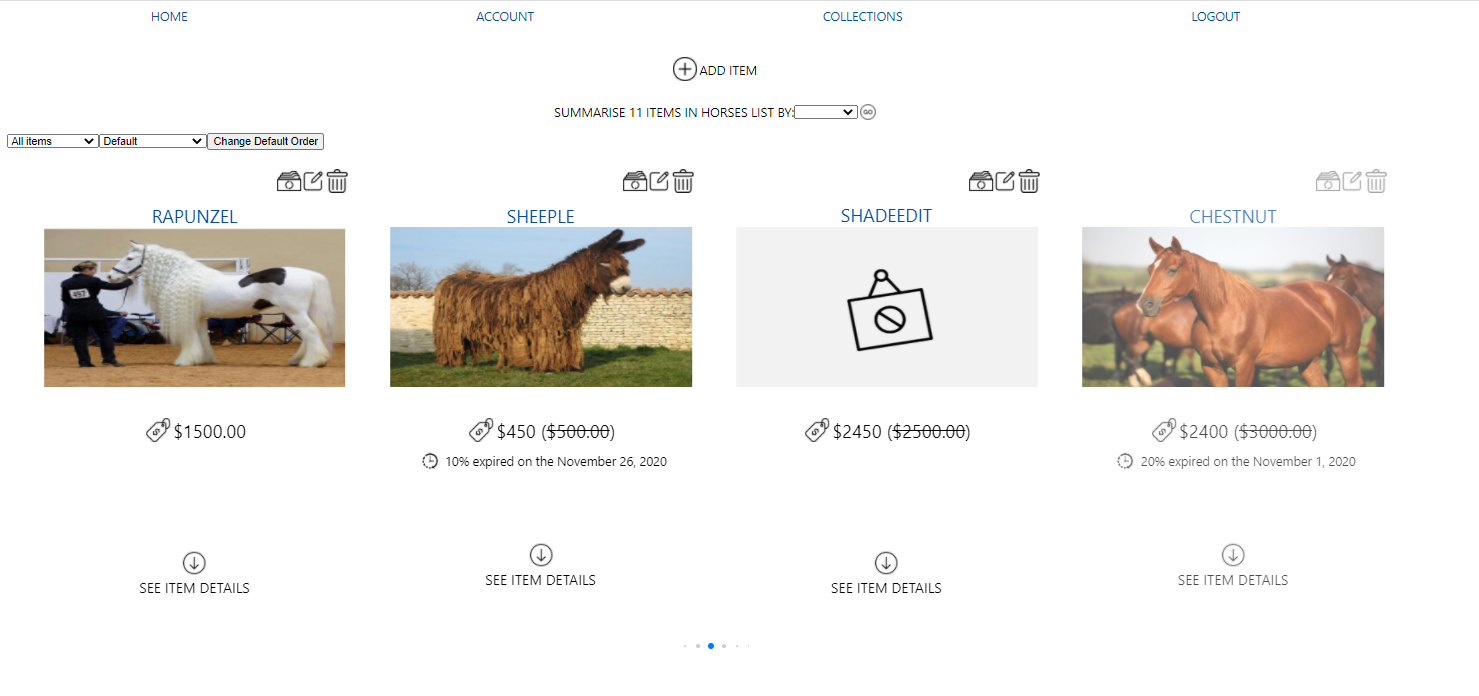 HOME ACCOUNT COLLECTIONS LOGOUT
ADD ITEM
SUMMARISE 11 ITEMS IN HORSES LIST BY: GO
All items Default Change Default Order
RAPUNZEL SHEEPLE SHADEEDIT CHESTNUT
497
$1500.00 $450 ($500.00) $2450 ($2500.00) $2400 ($3000.00)
10% expired on the November 26, 2020 20% expired on the November 1, 2020
SEE ITEM DETAILS SEE ITEM DETAILS SEE ITEM DETAILS SEE ITEM DETAILS